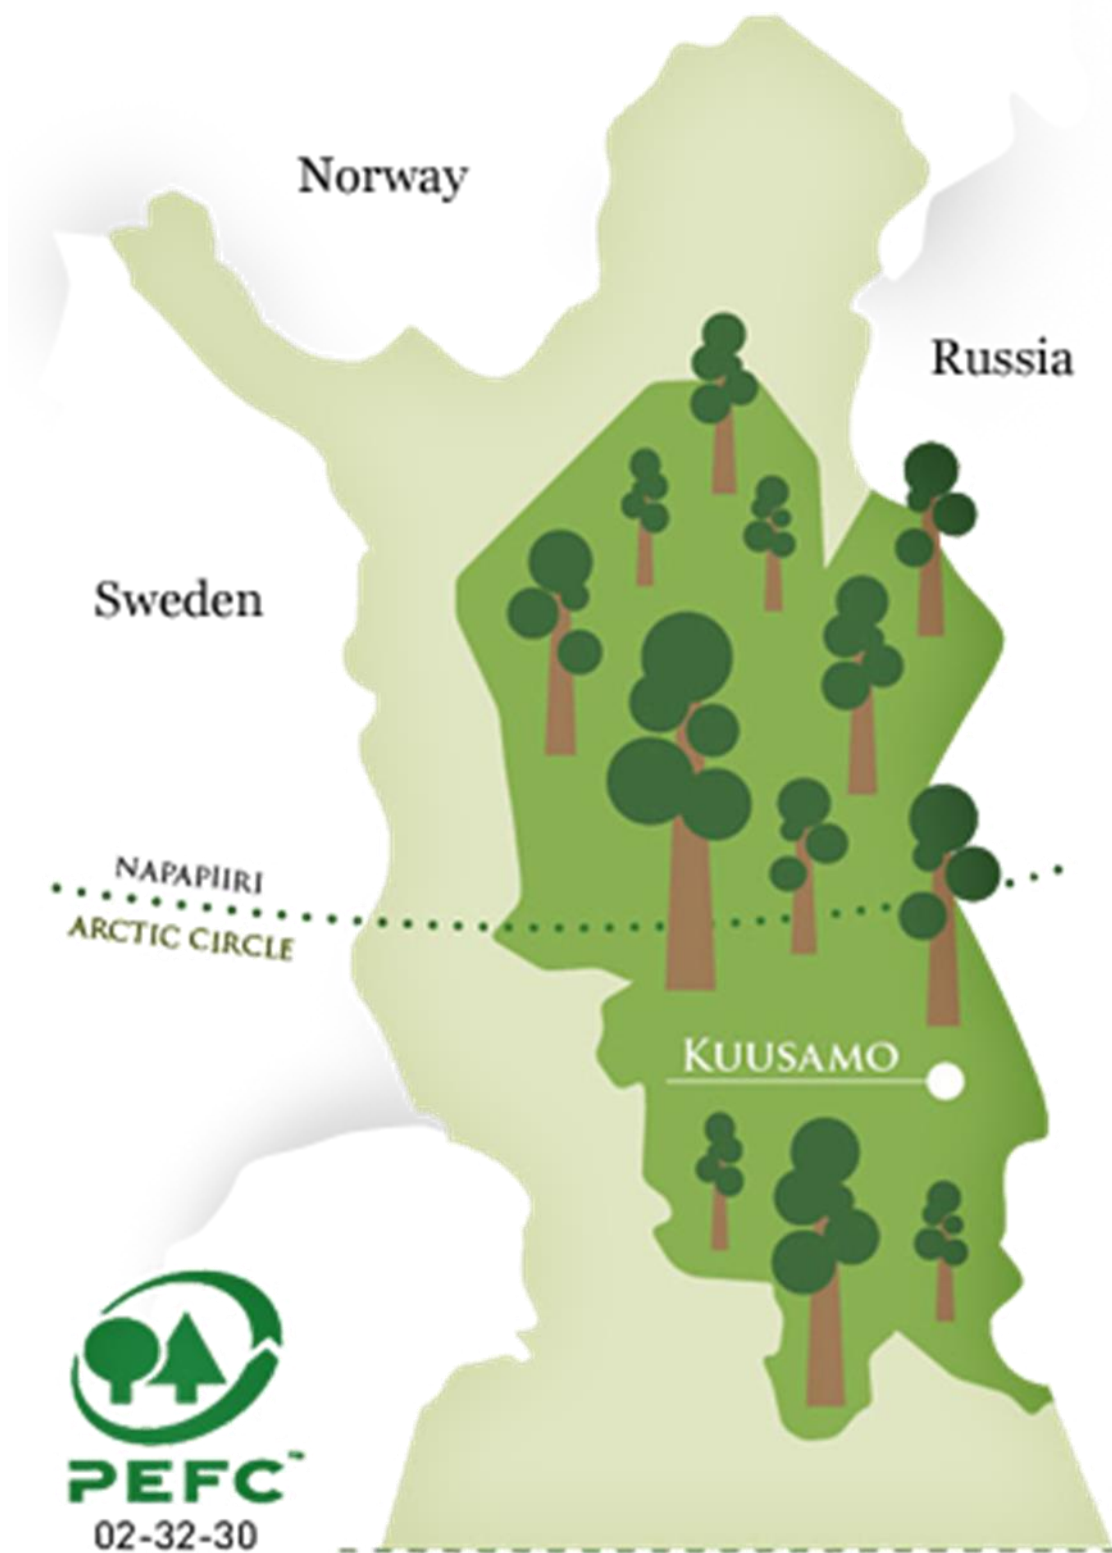 Norway
Russia
Sweden
NAPAPIIRI
ARCTIC CIRCLE
KUUSAMO
PEFC™
02-32-30